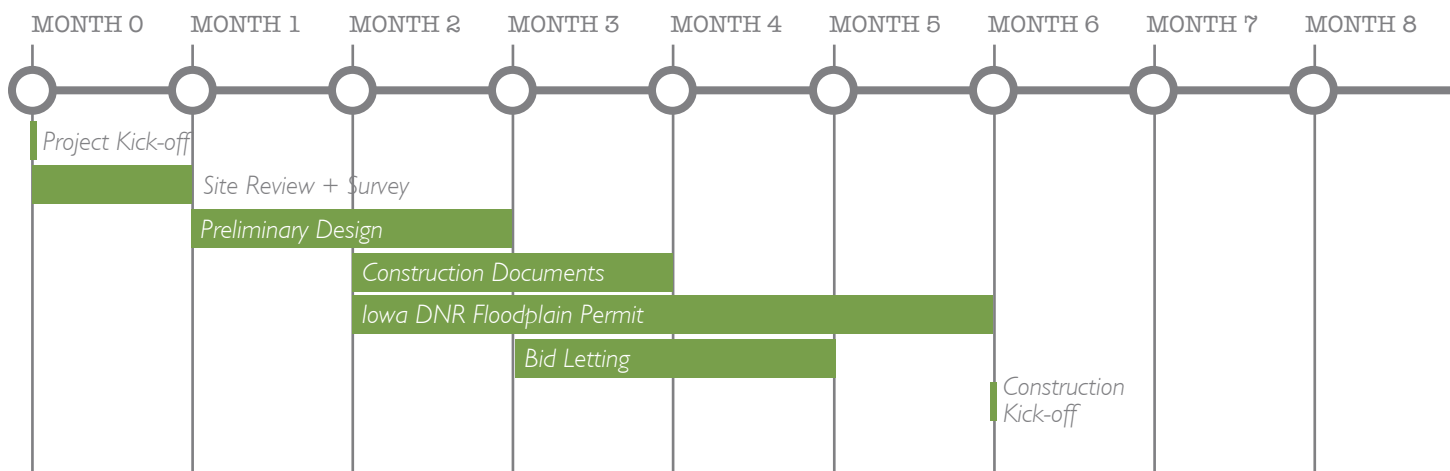 MONTH 0 MONTH 1 MONTH 2 MONTH 3 MONTH 4 MONTH 5 MONTH 6 MONTH 7 MONTH 8
Project Kick-off
Site Review + Survey
Preliminary Design
Construction Documents
Iowa DNR Floodplain Permit
Bid Letting
Construction
Kick-off